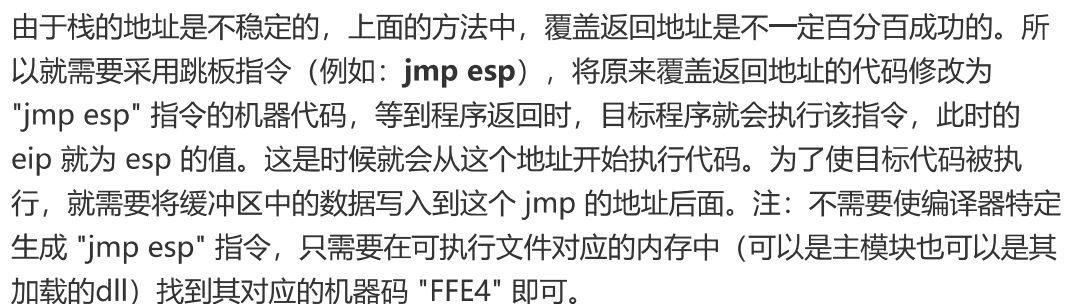 由于栈的地址是不稳定的，上面的方法中，覆盖返回地址是不一定百分百成功的。所
以就需要采用跳板指令（例如：jmp esp），将原来覆盖返回地址的代码修改为
"jmp esp" 指令的机器代码，等到程序返回时，目标程序就会执行该指令，此时的
eip 就为 esp 的值。这是时候就会从这个地址开始执行代码。为了使目标代码被执
行，就需要将缓冲区中的数据写入到这个 jmp 的地址后面。注：不需要使编译器特定
生成 "jmp esp" 指令，只需要在可执行文件对应的内存中（可以是主模块也可以是其
加载的dll）找到其对应的机器码 "FFE4" 即可。